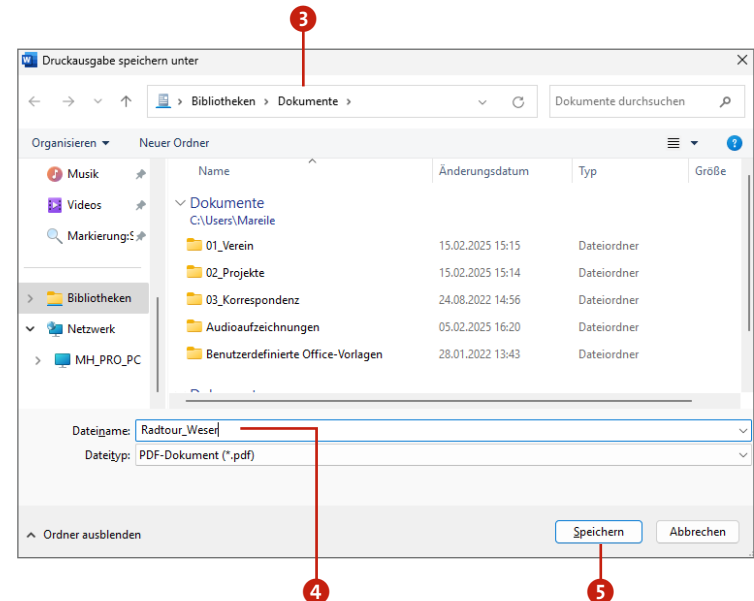 3
Druckausgabe speichern unter
Bibliotheken > Dokumente >
Dokumente durchsuchen
Organisieren
Neuer Ordner
?
Name
Änderungsdatum
Typ
Größe
Musik
Videos
Markierung:S
Bibliotheken
Netzwerk
MH_PRO_PC
Dokumente
C:\Users\Mareile
01_Verein 15.02.2025 15:15 Dateiordner
02_Projekte 15.02.2025 15:14 Dateiordner
03_Korrespondenz 24.08.2022 14:56 Dateiordner
Audioaufzeichnungen 05.02.2025 16:20 Dateiordner
Benutzerdefinierte Office-Vorlagen 28.01.2022 13:43 Dateiordner
Dateiname: Radtour_Weser
Dateityp: PDF-Dokument (*.pdf)
Ordner ausblenden
Speichern
Abbrechen
4
5